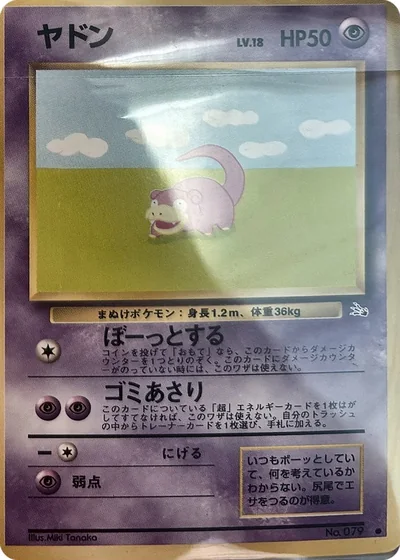 ヤドン LV.18 HP50
まぬけポケモン：身長1.2m、体重36kg
ぼーっとする
コインを投げて「おもて」なら、このカードからダメージカ
ウンターを1つとりのぞく。このカードにダメージカウンタ
ーがのっていない時には、このワザは使えない。
ゴミあさり
このカードについている「超」エネルギーカードを1枚はが
してすてなければ、このワザは使えない。自分のトラッシュ
の中からトレーナーカードを1枚選び、手札に加える。
にげる
弱点
いつもボーッとしてい
て、何を考えているか
わからない。尻尾でエ
サをつるのが得意。
Illus.Miki Tanaka
No.079